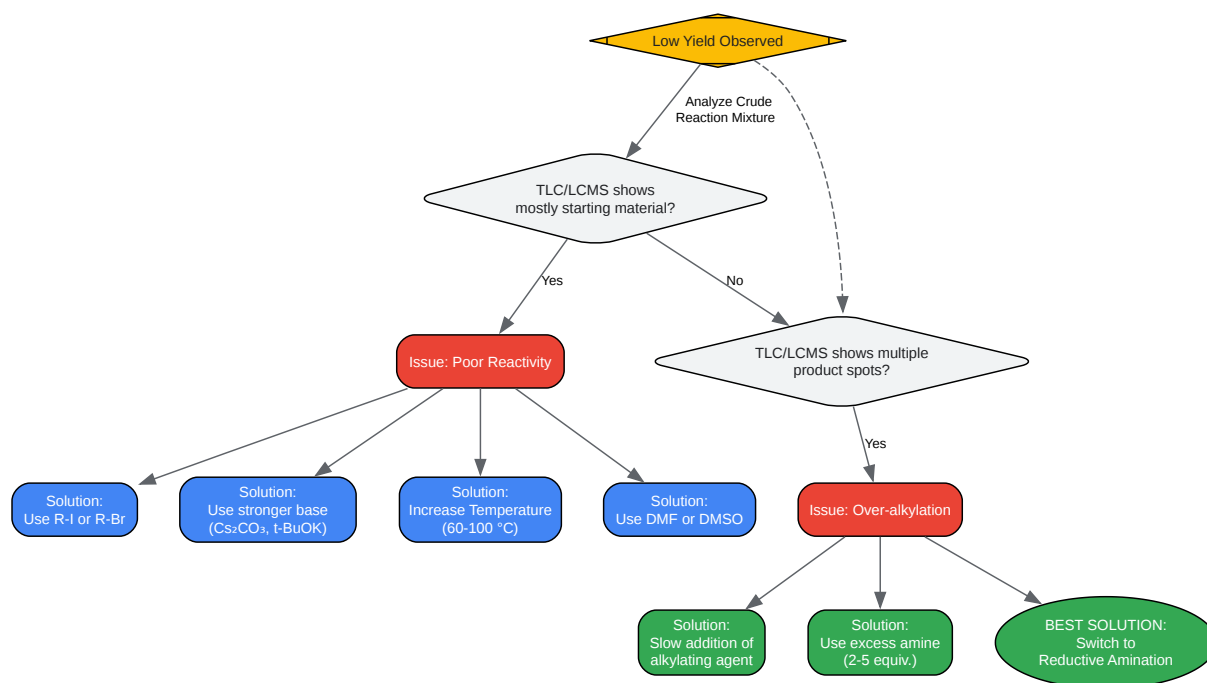 Low Yield Observed
Analyze Crude
Reaction Mixture
TLC/LCMS shows
mostly starting material?
Yes
No
Issue: Poor Reactivity
TLC/LCMS shows multiple
product spots?
Yes
Solution:
Use R-I or R-Br
Solution:
Use stronger base
(Cs₂CO₃, t-BuOK)
Solution:
Increase Temperature
(60-100 °C)
Solution:
Use DMF or DMSO
Issue: Over-alkylation
Solution:
Slow addition of
alkylating agent
Solution:
Use excess amine
(2-5 equiv.)
BEST SOLUTION:
Switch to
Reductive Amination